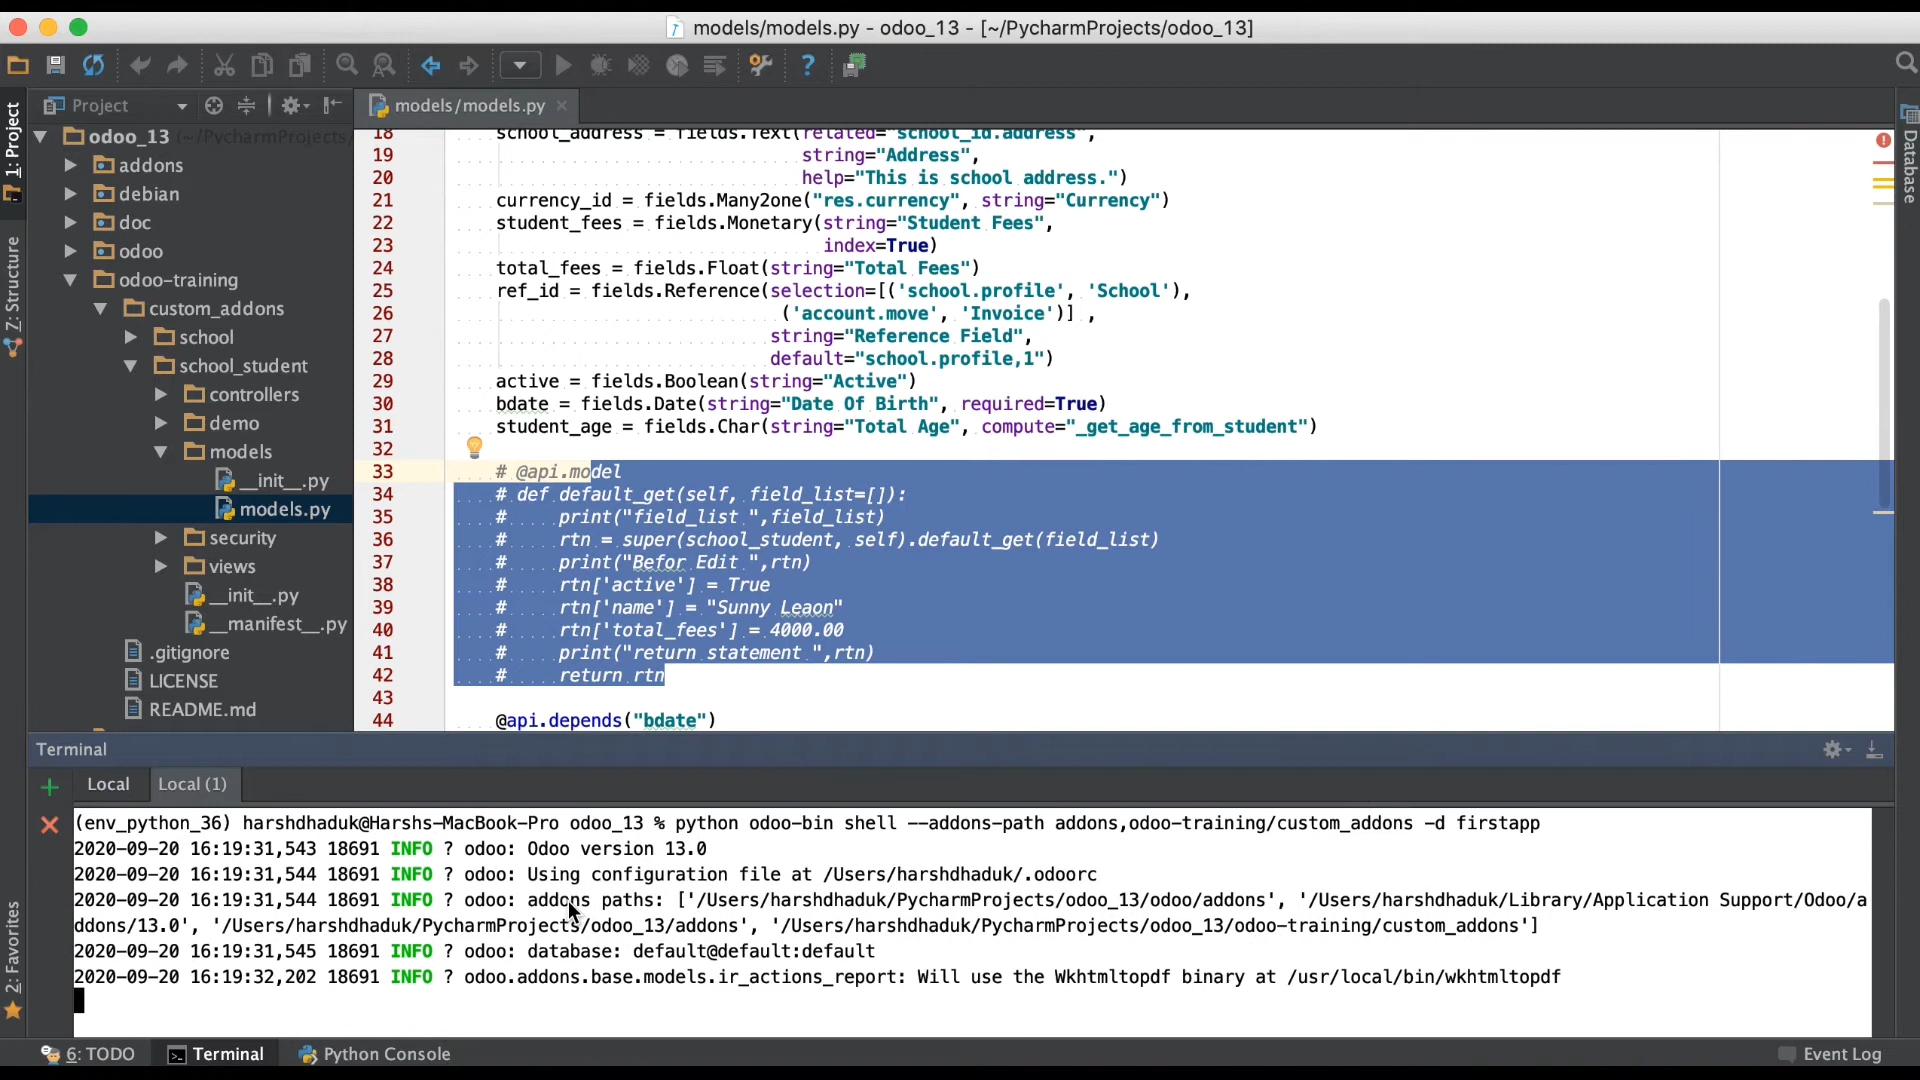 models/models.py - odoo_13 - [~/PycharmProjects/odoo_13]
Project
models/models.py
1: Project
7: Structure
2: Favorites
Database
odoo_13 (~/PycharmProjects/
addons
debian
doc
odoo
odoo-training
custom_addons
school
school_student
controllers
demo
models
__init__.py
models.py
security
views
__init__.py
__manifest__.py
.gitignore
LICENSE
README.md
18 school_address = fields.Text(related="school_id.address",
19 string="Address",
20 help="This is school address.")
21 currency_id = fields.Many2one("res.currency", string="Currency")
22 student_fees = fields.Monetary(string="Student Fees",
23 index=True)
24 total_fees = fields.Float(string="Total Fees")
25 ref_id = fields.Reference(selection=[('school.profile', 'School'),
26 ('account.move', 'Invoice')] ,
27 string="Reference Field",
28 default="school.profile,1")
29 active = fields.Boolean(string="Active")
30 bdate = fields.Date(string="Date Of Birth", required=True)
31 student_age = fields.Char(string="Total Age", compute="_get_age_from_student")
32
33 # @api.model
34 # def default_get(self, field_list=[]):
35 # print("field_list ",field_list)
36 # rtn = super(school_student, self).default_get(field_list)
37 # print("Befor Edit ",rtn)
38 # rtn['active'] = True
39 # rtn['name'] = "Sunny Leaon"
40 # rtn['total_fees'] = 4000.00
41 # print("return statement ",rtn)
42 # return rtn
43
44 @api.depends("bdate")
Terminal
Local
Local (1)
(env_python_36) harshdhaduk@Harshs-MacBook-Pro odoo_13 % python odoo-bin shell --addons-path addons,odoo-training/custom_addons -d firstapp
2020-09-20 16:19:31,543 18691 INFO ? odoo: Odoo version 13.0
2020-09-20 16:19:31,544 18691 INFO ? odoo: Using configuration file at /Users/harshdhaduk/.odoorc
2020-09-20 16:19:31,544 18691 INFO ? odoo: addons paths: ['/Users/harshdhaduk/PycharmProjects/odoo_13/odoo/addons', '/Users/harshdhaduk/Library/Application Support/Odoo/a
ddons/13.0', '/Users/harshdhaduk/PycharmProjects/odoo_13/addons', '/Users/harshdhaduk/PycharmProjects/odoo_13/odoo-training/custom_addons']
2020-09-20 16:19:31,545 18691 INFO ? odoo: database: default@default:default
2020-09-20 16:19:32,202 18691 INFO ? odoo.addons.base.models.ir_actions_report: Will use the Wkhtmltopdf binary at /usr/local/bin/wkhtmltopdf
6: TODO
Terminal
Python Console
Event Log